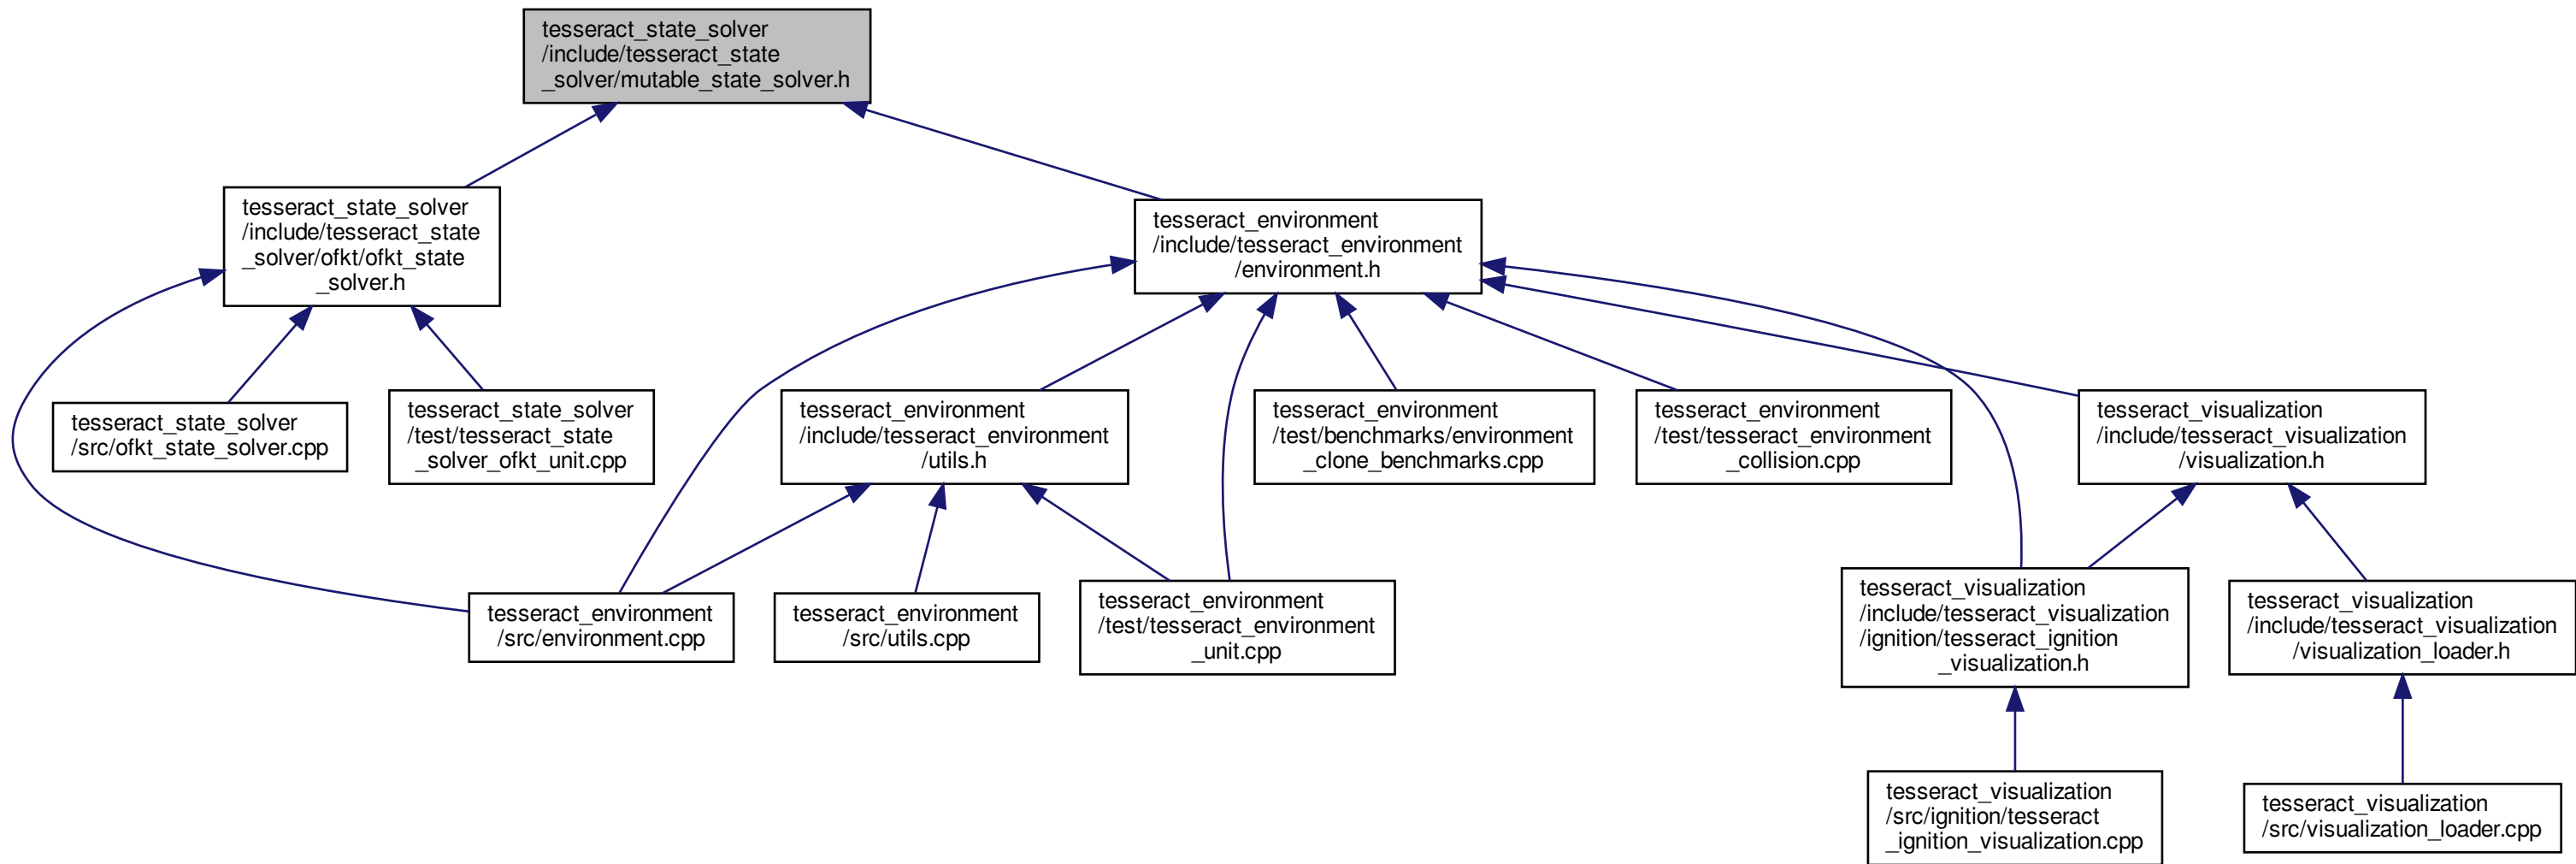 tesseract_state_solver
/include/tesseract_state
_solver/mutable_state_solver.h
tesseract_state_solver
/include/tesseract_state
_solver/ofkt/ofkt_state
_solver.h
tesseract_environment
/include/tesseract_environment
/environment.h
tesseract_state_solver
/src/ofkt_state_solver.cpp
tesseract_state_solver
/test/tesseract_state
_solver_ofkt_unit.cpp
tesseract_environment
/include/tesseract_environment
/utils.h
tesseract_environment
/test/benchmarks/environment
_clone_benchmarks.cpp
tesseract_environment
/test/tesseract_environment
_collision.cpp
tesseract_visualization
/include/tesseract_visualization
/visualization.h
tesseract_environment
/src/environment.cpp
tesseract_environment
/src/utils.cpp
tesseract_environment
/test/tesseract_environment
_unit.cpp
tesseract_visualization
/include/tesseract_visualization
/ignition/tesseract_ignition
_visualization.h
tesseract_visualization
/include/tesseract_visualization
/visualization_loader.h
tesseract_visualization
/src/ignition/tesseract
_ignition_visualization.cpp
tesseract_visualization
/src/visualization_loader.cpp